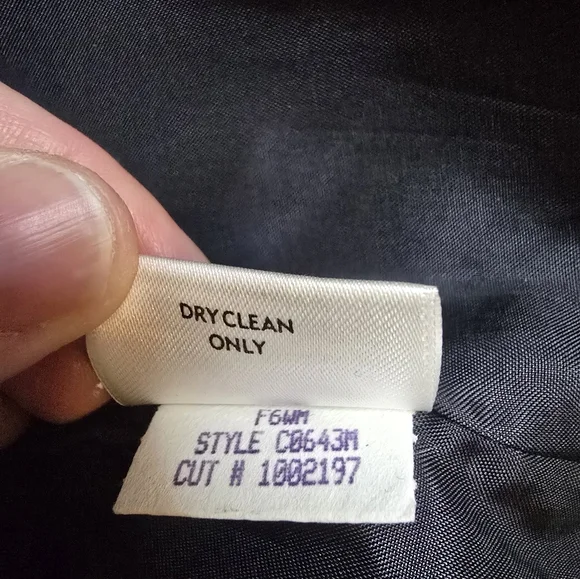 DRY CLEAN
ONLY
F6WM
STYLE C0643M
CUT # 1002197